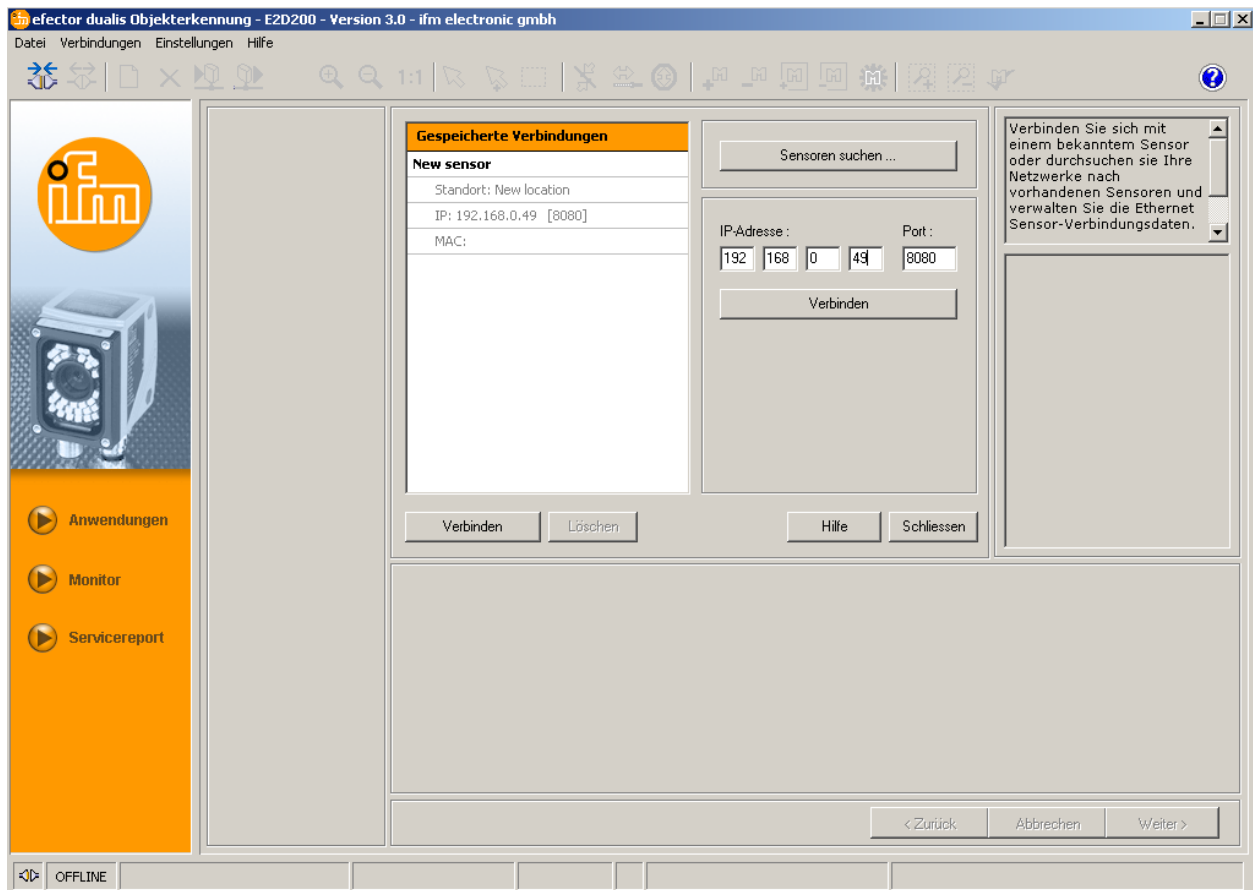 efector dualis Objekterkennung - E2D200 - Version 3.0 - ifm electronic gmbh
Datei Verbindungen Einstellungen Hilfe
1:1
ifm
Gespeicherte Verbindungen
New sensor
Standort: New location
IP: 192.168.0.49 [8080]
MAC:
Sensoren suchen ...
IP-Adresse : Port :
192 168 0 49 8080
Verbinden
Verbinden Löschen Hilfe Schliessen
Verbinden Sie sich mit
einem bekanntem Sensor
oder durchsuchen sie Ihre
Netzwerke nach
vorhandenen Sensoren und
verwalten Sie die Ethernet
Sensor-Verbindungsdaten.
Anwendungen
Monitor
Servicereport
< Zurück Abbrechen Weiter >
OFFLINE